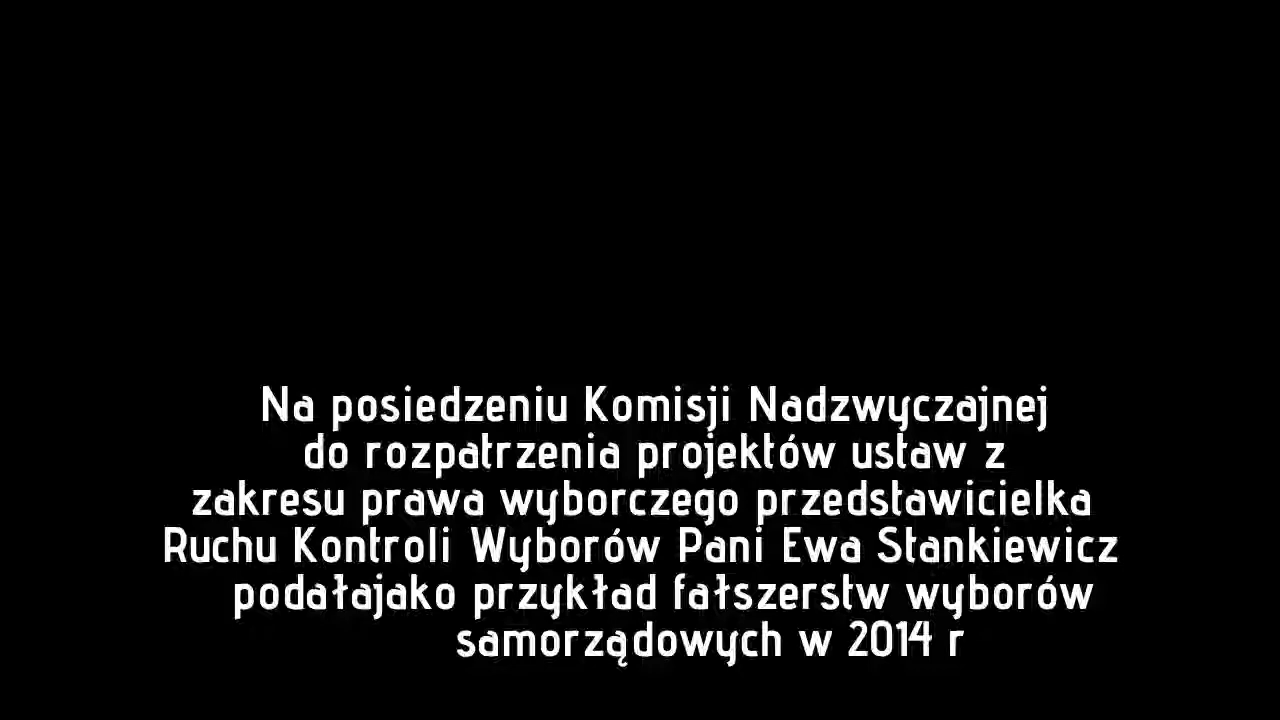 Na posiedzeniu Komisji Nadzwyczajnej
do rozpatrzenia projektów ustaw z
zakresu prawa wyborczego przedstawicielka
Ruchu Kontroli Wyborów Pani Ewa Stankiewicz
podałajako przykład fałszerstw wyborów
samorządowych w 2014 r